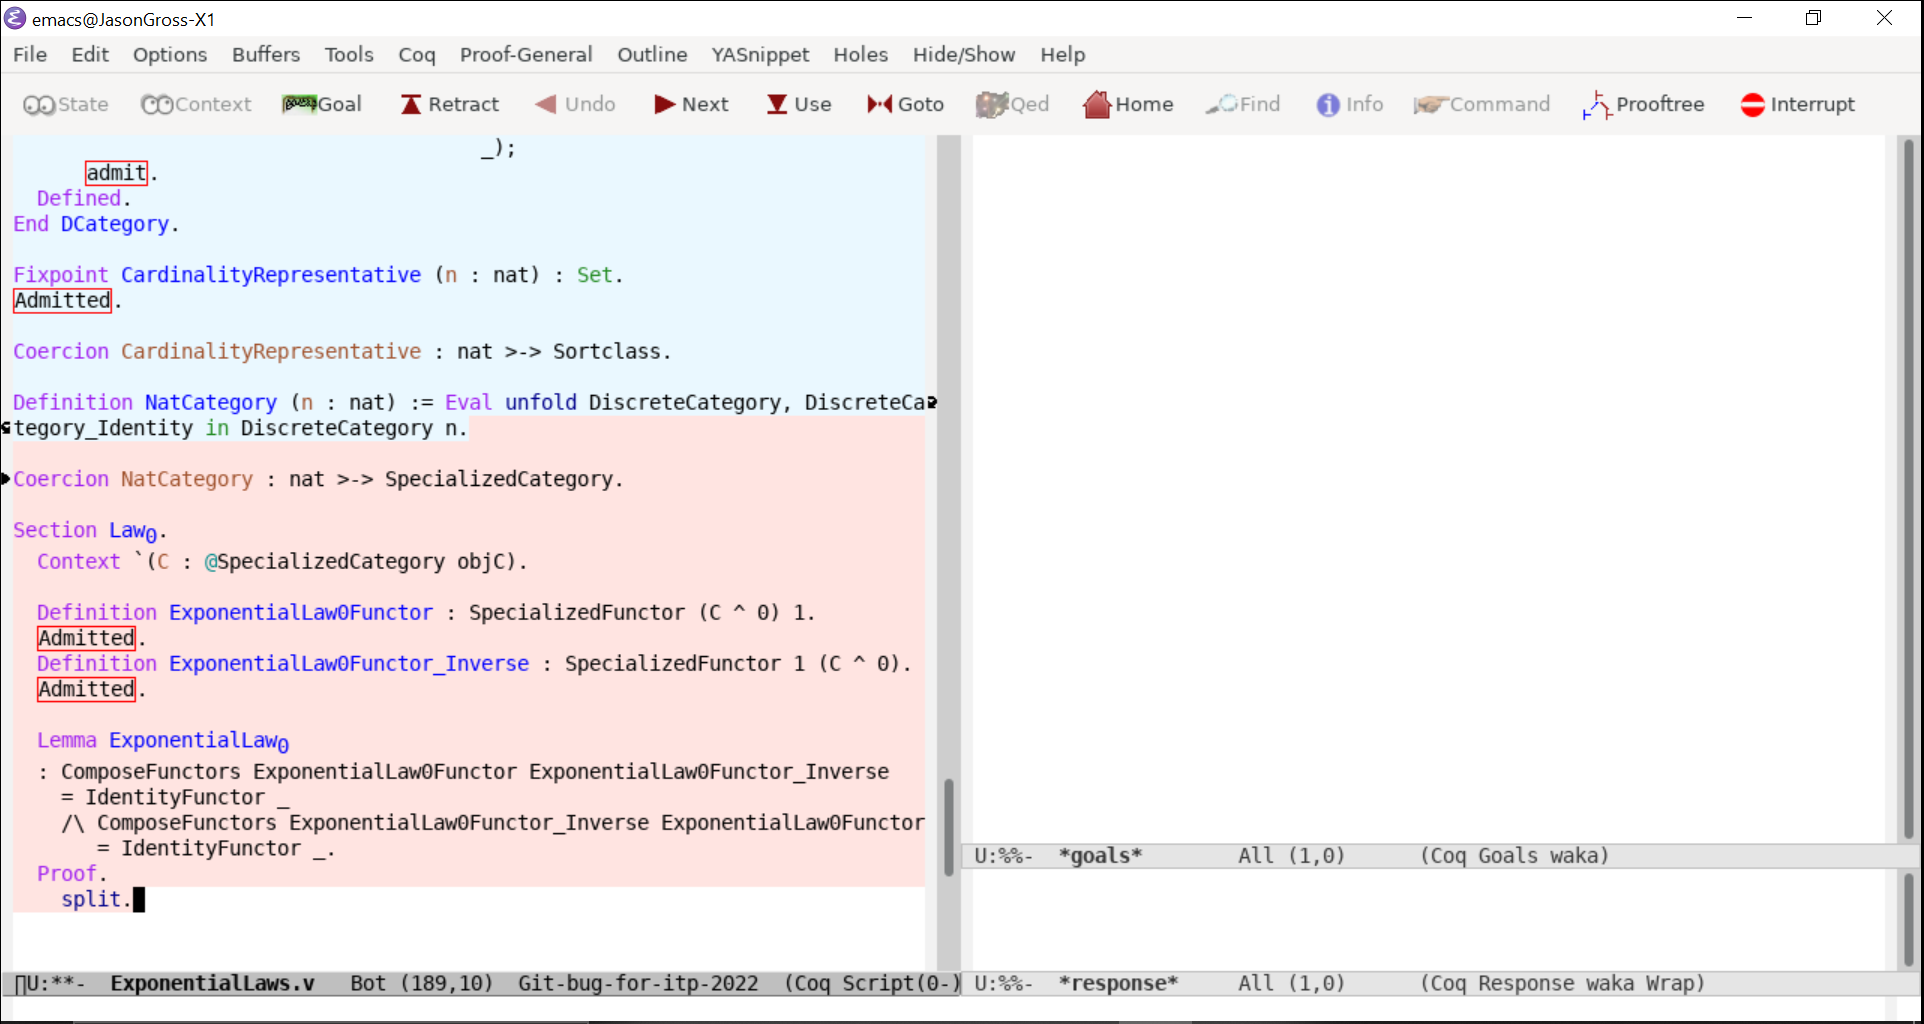 emacs@JasonGross-X1
File Edit Options Buffers Tools Coq Proof-General Outline YASnippet Holes Hide/Show Help
State Context Goal Retract Undo Next Use Goto Qed Home Find Info Command Prooftree Interrupt
_);
admit.
Defined.
End DCategory.
Fixpoint CardinalityRepresentative (n : nat) : Set.
Admitted.
Coercion CardinalityRepresentative : nat >-> Sortclass.
Definition NatCategory (n : nat) := Eval unfold DiscreteCategory, DiscreteCa
tegory_Identity in DiscreteCategory n.
Coercion NatCategory : nat >-> SpecializedCategory.
Section Law₀.
Context `(C : @SpecializedCategory objC).
Definition ExponentialLaw0Functor : SpecializedFunctor (C ^ 0) 1.
Admitted.
Definition ExponentialLaw0Functor_Inverse : SpecializedFunctor 1 (C ^ 0).
Admitted.
Lemma ExponentialLaw₀
: ComposeFunctors ExponentialLaw0Functor ExponentialLaw0Functor_Inverse
= IdentityFunctor _
/\ ComposeFunctors ExponentialLaw0Functor_Inverse ExponentialLaw0Functor
= IdentityFunctor _.
Proof.
split.
U:**- ExponentialLaws.v Bot (189,10) Git-bug-for-itp-2022 (Coq Script(0-)
U:%%- *goals* All (1,0) (Coq Goals waka)
U:%%- *response* All (1,0) (Coq Response waka Wrap)